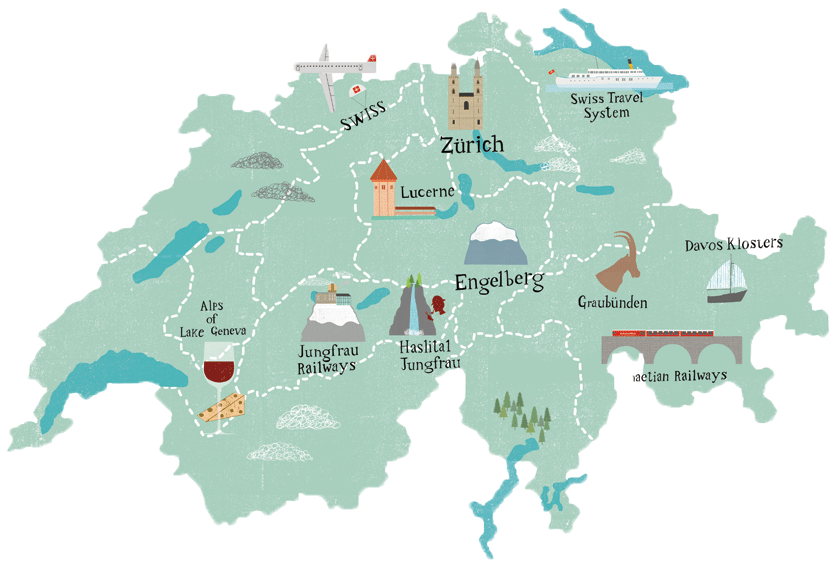 SWISS
Swiss Travel
System
Zürich
Lucerne
Davos Klosters
Engelberg
Graubünden
Alps
of
Lake Geneva
Jungfrau
Railways
Haslital
Jungfrau
Railways